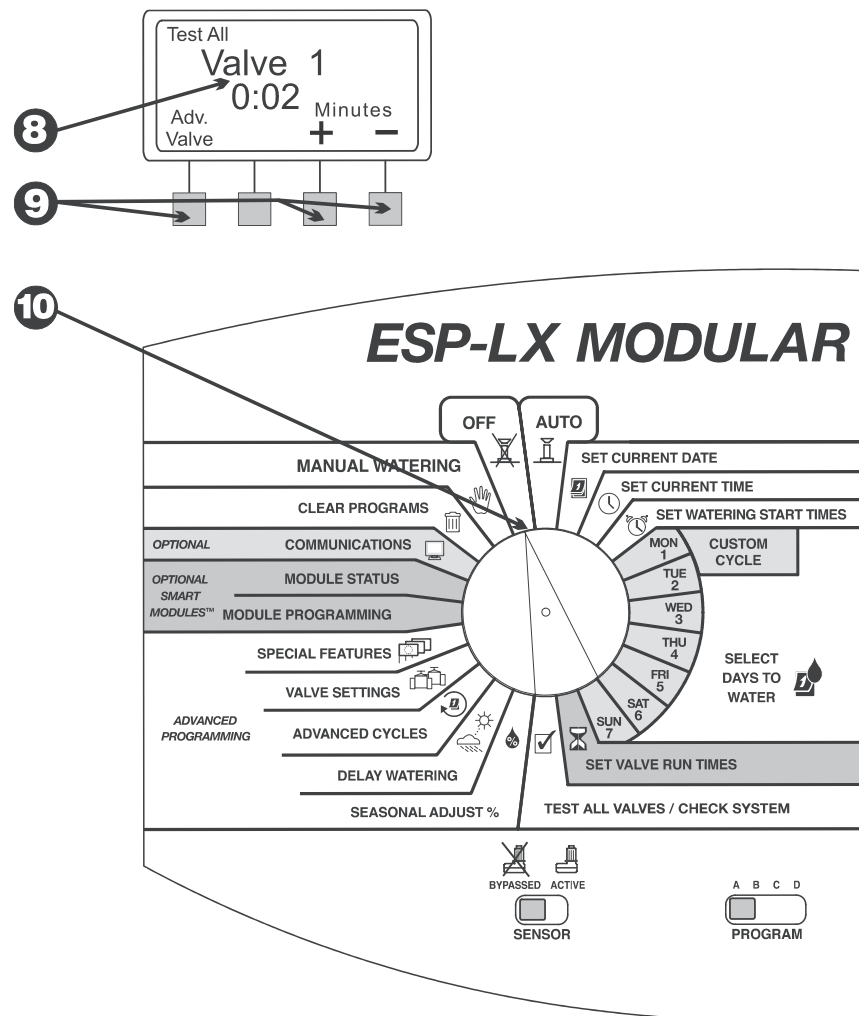 8
Test All
Valve 1
0:02
Adv.
Valve
Minutes
+ −
9
10
ESP-LX MODULAR
OFF
AUTO
MANUAL WATERING
CLEAR PROGRAMS
OPTIONAL
COMMUNICATIONS
OPTIONAL
SMART
MODULES™
MODULE STATUS
MODULE PROGRAMMING
SPECIAL FEATURES
VALVE SETTINGS
ADVANCED
PROGRAMMING
ADVANCED CYCLES
DELAY WATERING
SEASONAL ADJUST %
%
SET CURRENT DATE
1
SET CURRENT TIME
SET WATERING START TIMES
MON
1
TUE
2
WED
3
THU
4
FRI
5
SAT
6
SUN
7
CUSTOM
CYCLE
SELECT
DAYS TO
WATER
SET VALVE RUN TIMES
TEST ALL VALVES / CHECK SYSTEM
BYPASSED ACTIVE
SENSOR
A B C D
PROGRAM